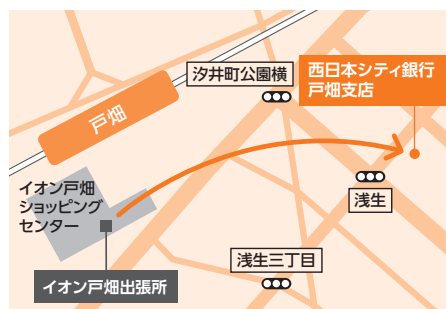 汐井町公園横
西日本シティ銀行
戸畑支店
戸畑
イオン戸畑
ショッピング
センター
浅生
イオン戸畑出張所
浅生三丁目